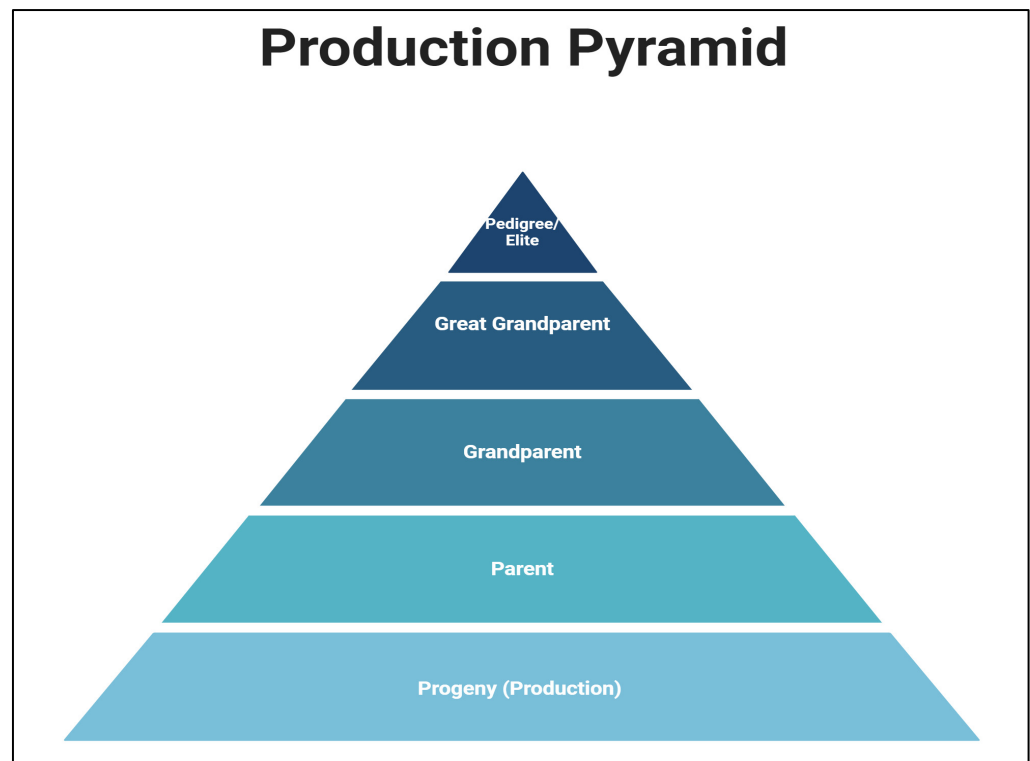 Production Pyramid
Pedigree/
Elite
Great Grandparent
Grandparent
Parent
Progeny (Production)